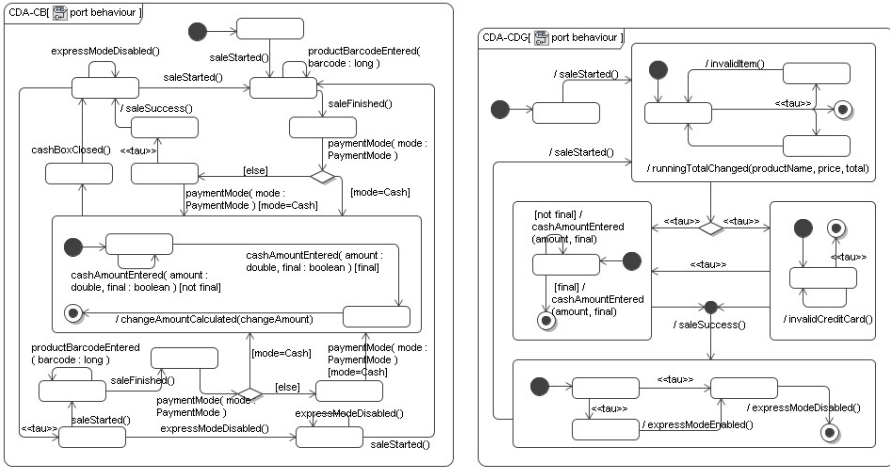 CDA-CB[ port behaviour ]
expressModeDisabled()
saleStarted()
productBarcodeEntered(
barcode : long )
saleStarted()
/ saleSuccess()
saleFinished()
<<tau>>
paymentMode( mode :
PaymentMode )
cashBoxClosed()
[else]
paymentMode( mode :
PaymentMode ) [mode=Cash]
[mode=Cash]
cashAmountEntered( amount :
double, final : boolean ) [final]
cashAmountEntered( amount :
double, final : boolean ) [not final]
/ changeAmountCalculated(changeAmount)
productBarcodeEntered
( barcode : long )
[mode=Cash]
paymentMode( mode :
PaymentMode )
[mode=Cash]
saleFinished()
[else]
paymentMode( mode :
PaymentMode )
saleStarted()
expressModeDisabled()
<<tau>>
expressModeDisabled()
saleStarted()
CDA-CDG[ port behaviour ]
/ saleStarted()
/ invalidItem()
<<tau>>
/ saleStarted()
/ runningTotalChanged(productName, price, total)
<<tau>>
<<tau>>
[not final] /
cashAmountEntered
(amount, final)
<<tau>>
<<tau>>
[final] /
cashAmountEntered
(amount, final)
/ invalidCreditCard()
/ saleSuccess()
<<tau>>
/ expressModeDisabled()
<<tau>>
/ expressModeEnabled()